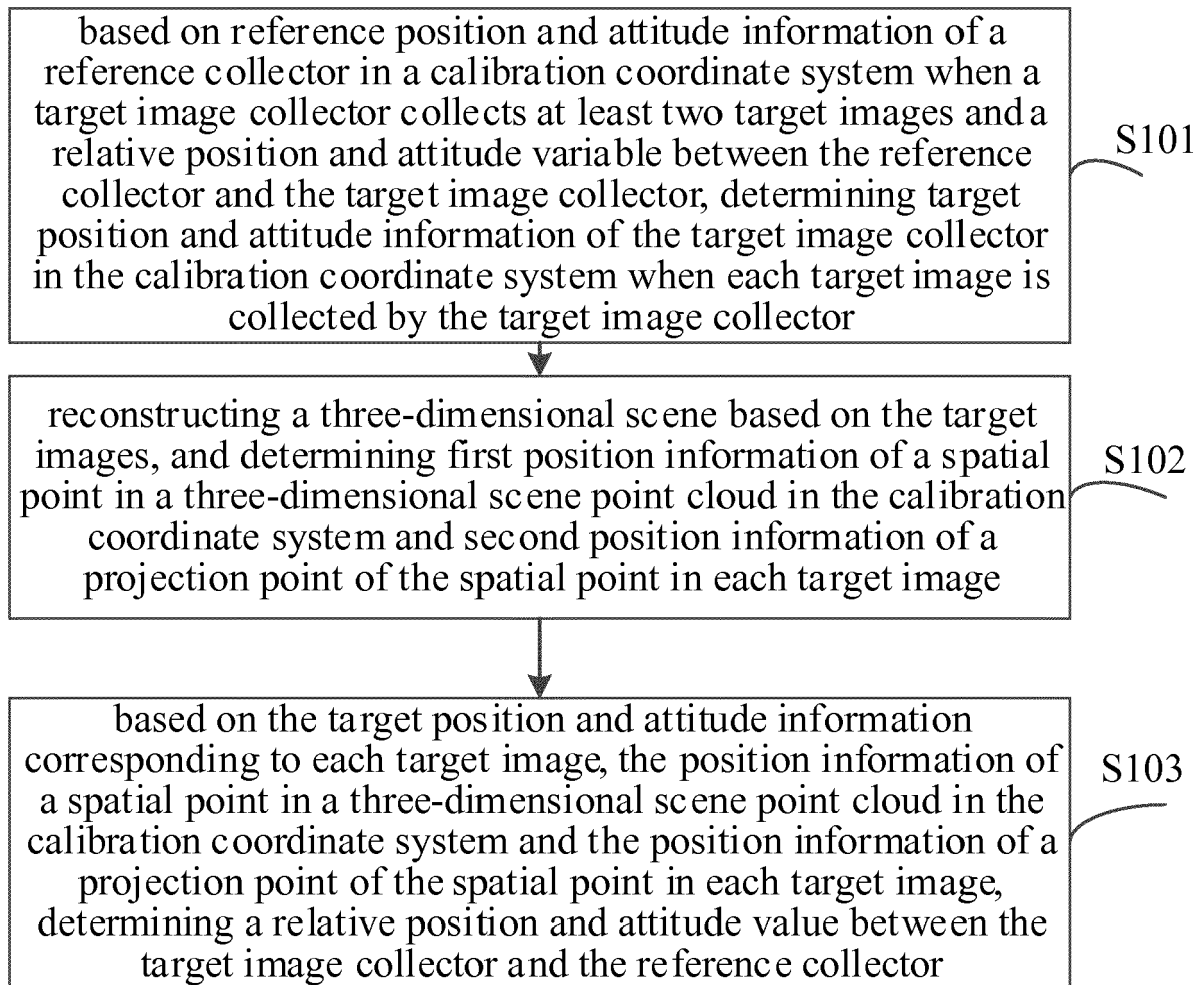 based on reference position and attitude information of a
reference collector in a calibration coordinate system when a
target image collector collects at least two target images and a
relative position and attitude variable between the reference
collector and the target image collector, determining target
position and attitude information of the target image collector
in the calibration coordinate system when each target image is
collected by the target image collector
S101
reconstructing a three-dimensional scene based on the target
images, and determining first position information of a spatial
point in a three-dimensional scene point cloud in the calibration
coordinate system and second position information of a
projection point of the spatial point in each target image
S102
based on the target position and attitude information
corresponding to each target image, the position information of
a spatial point in a three-dimensional scene point cloud in the
calibration coordinate system and the position information of a
projection point of the spatial point in each target image,
determining a relative position and attitude value between the
target image collector and the reference collector
S103